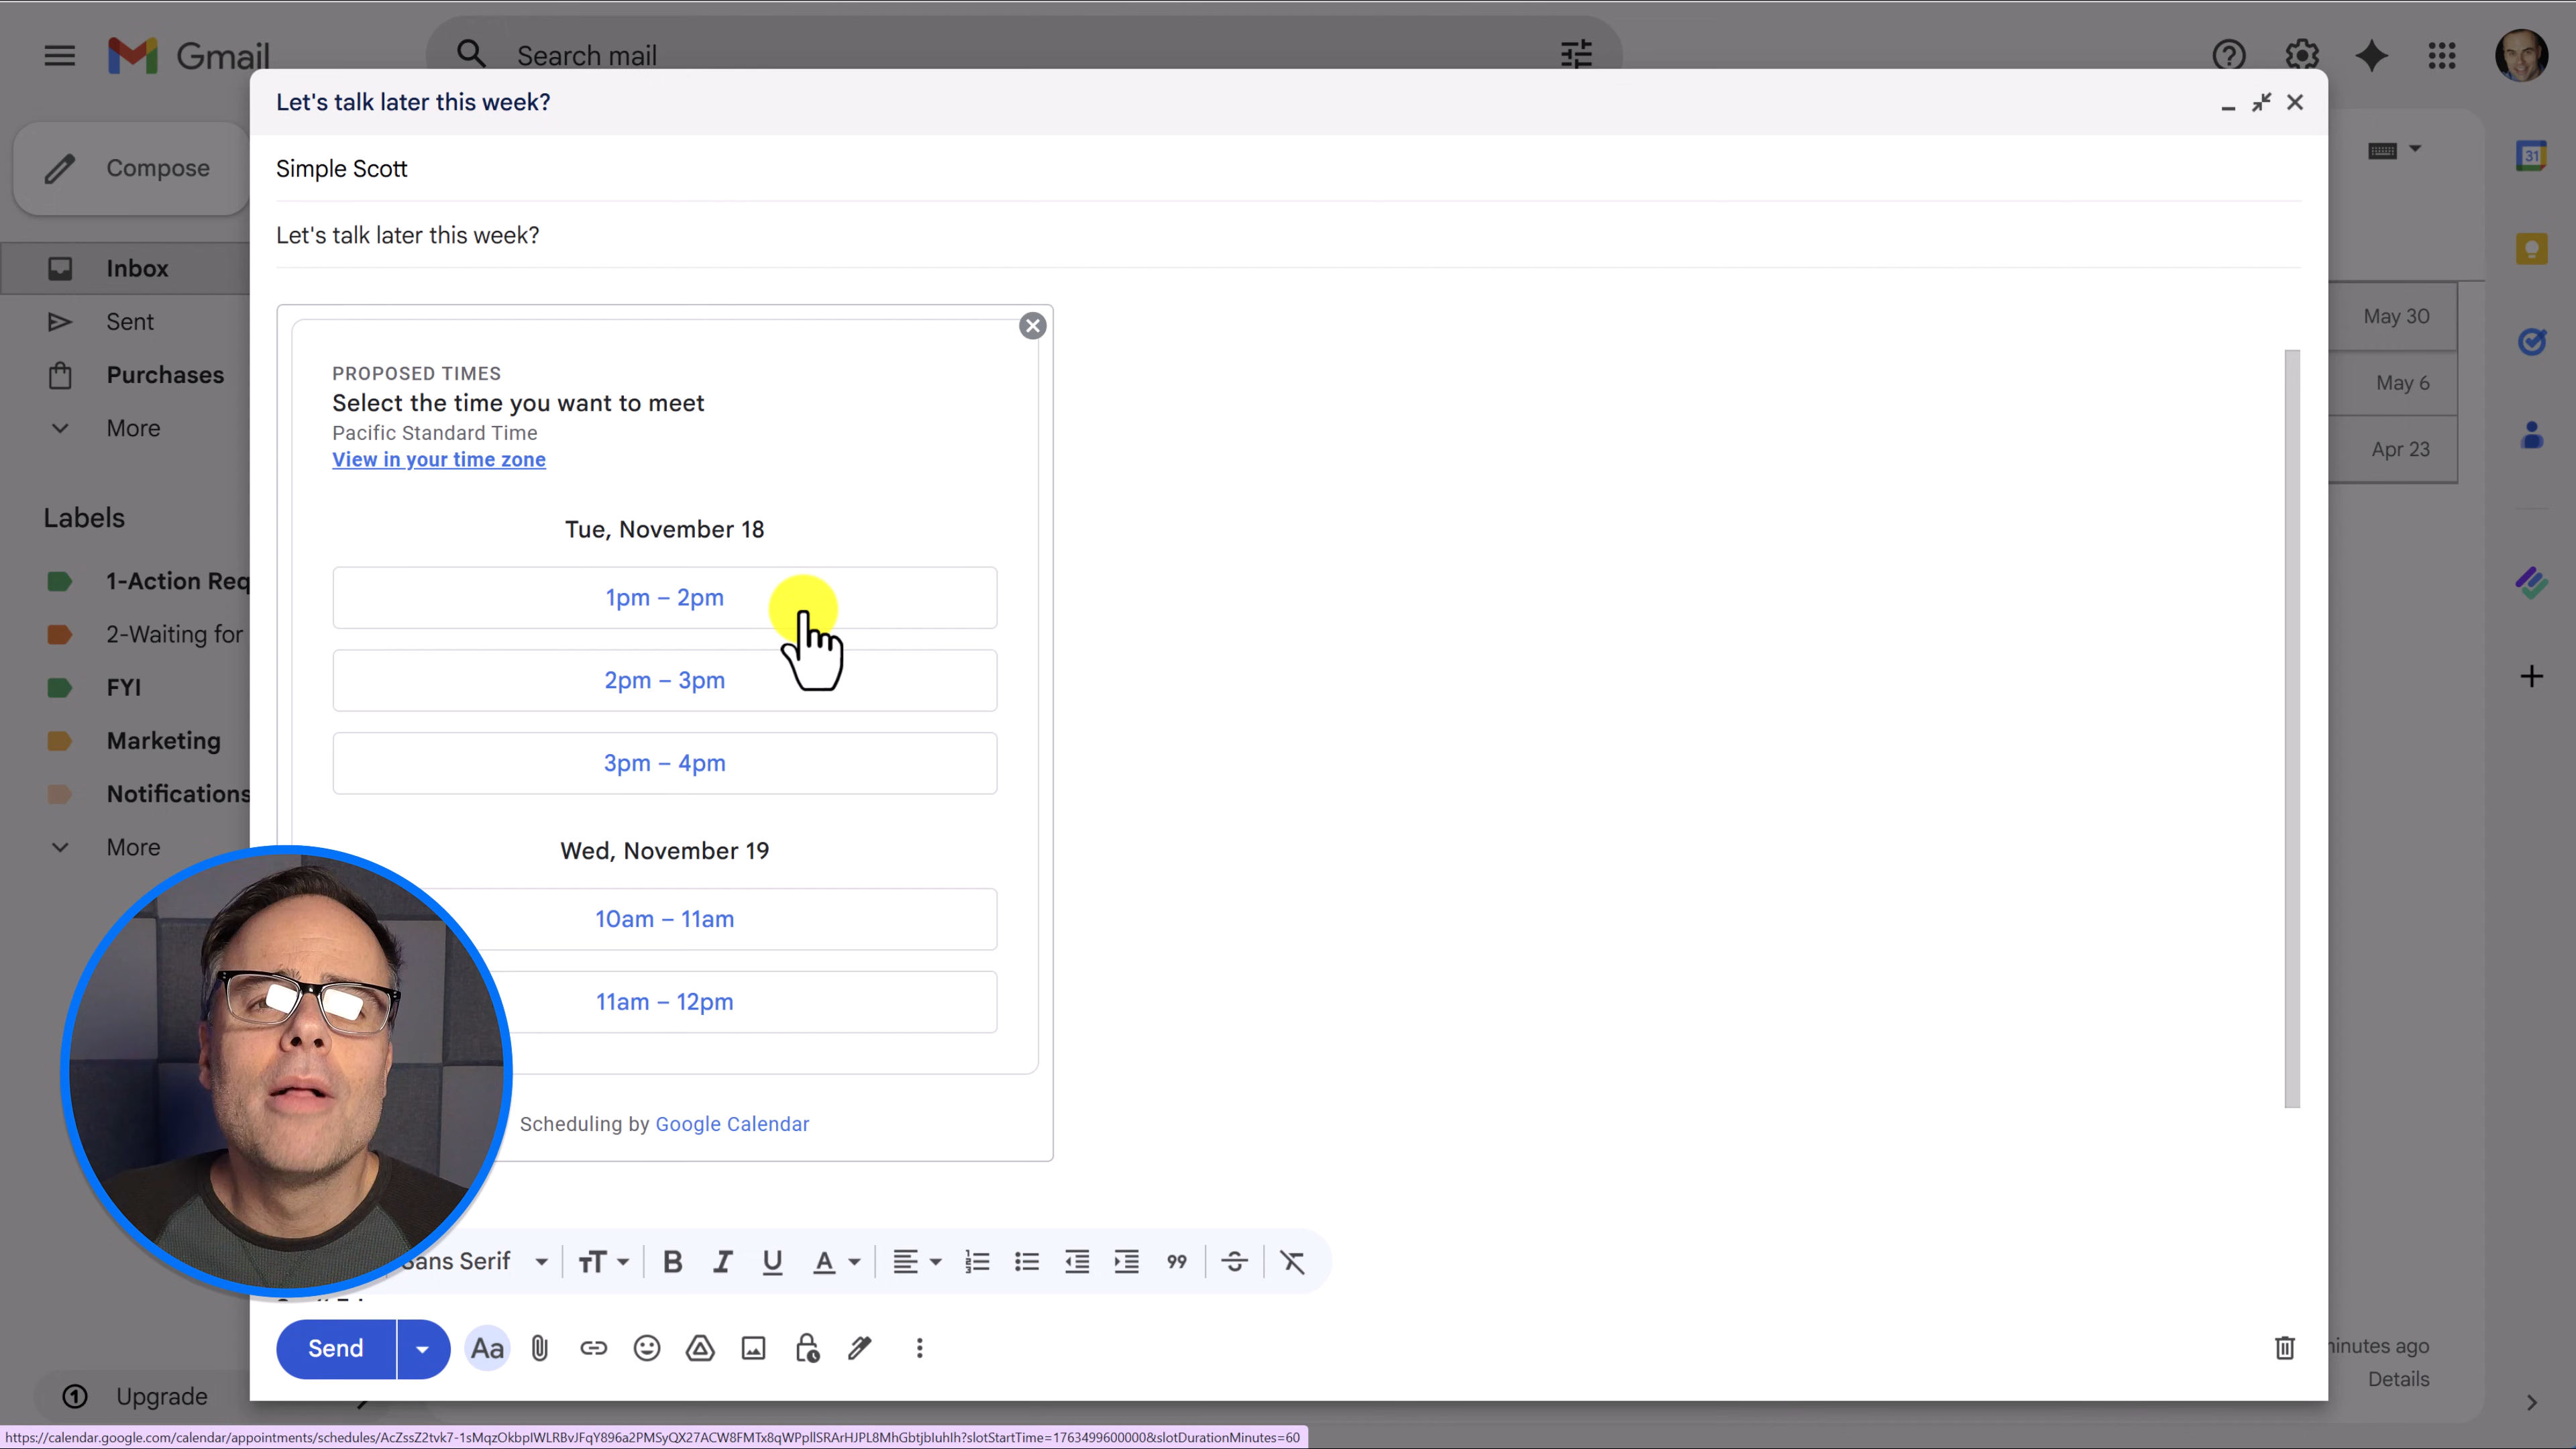 Gmail
Search mail
Let's talk later this week?
Compose
Simple Scott
Let's talk later this week?
Inbox
Sent
Purchases
More
Labels
1-Action Req
2-Waiting for
FYI
Marketing
Notifications
More
PROPOSED TIMES
Select the time you want to meet
Pacific Standard Time
View in your time zone
Tue, November 18
1pm – 2pm
2pm – 3pm
3pm – 4pm
Wed, November 19
10am – 11am
11am – 12pm
Scheduling by Google Calendar
May 30
May 6
Apr 23
31
Sans Serif
Send
Aa
Upgrade
minutes ago
Details